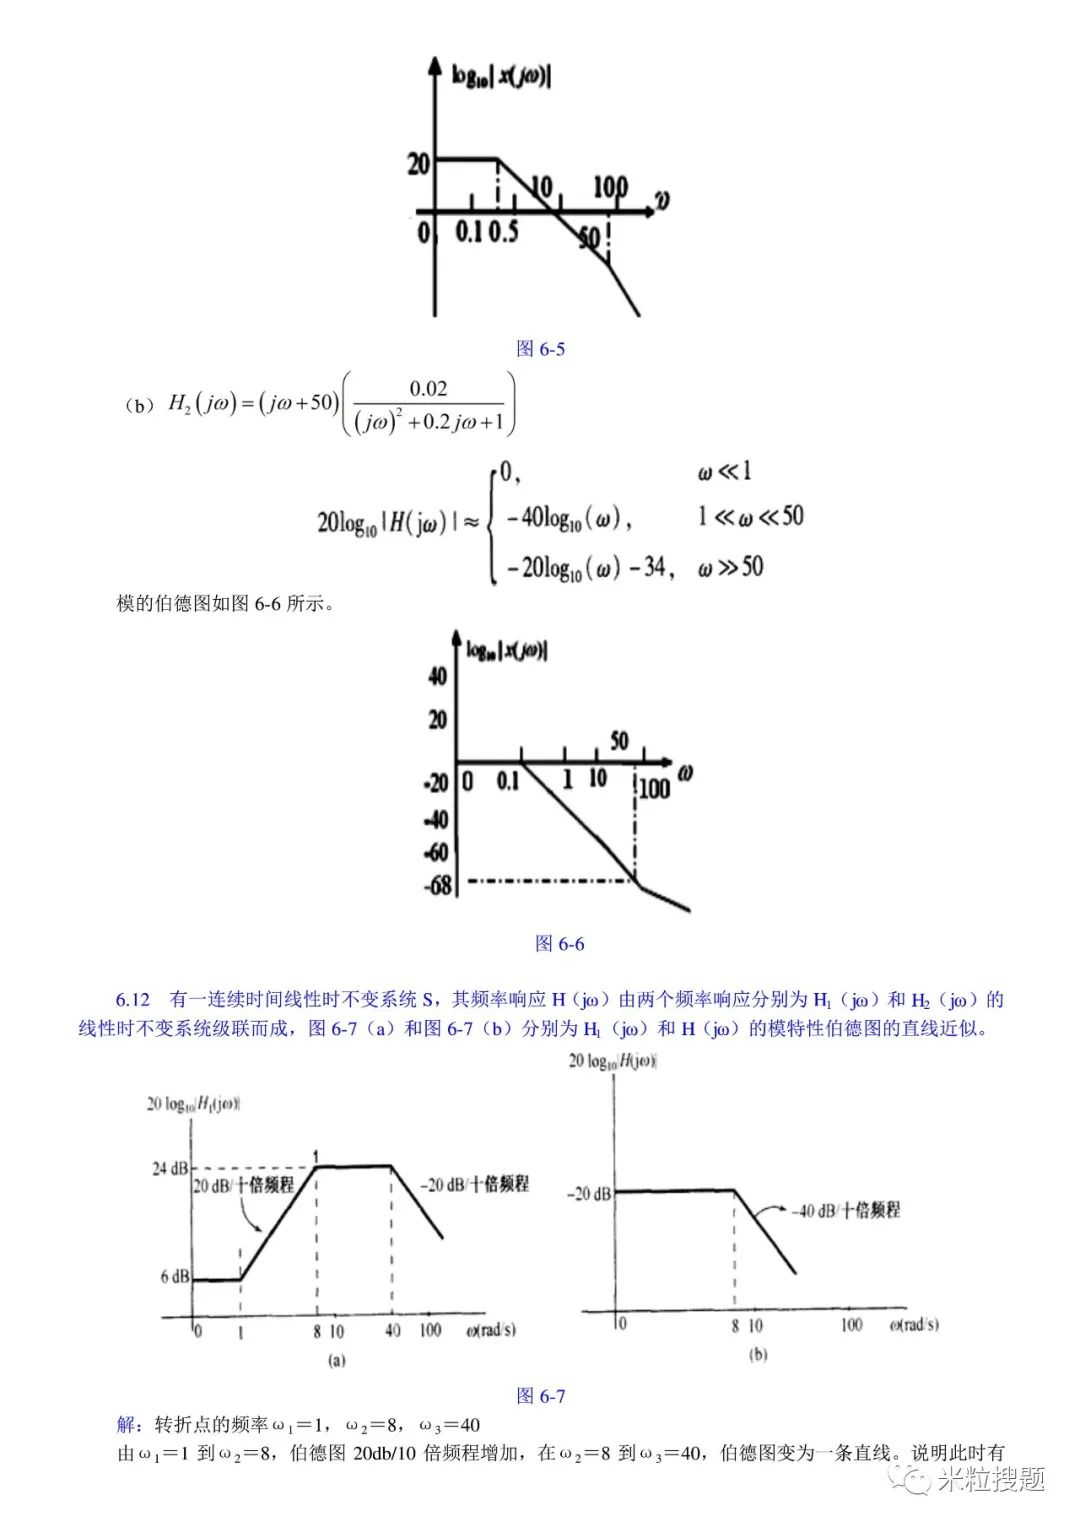 log₁₀| x(jω)|
20
10
100
ω
0
0.1
0.5
50
图 6-5
（b） H₂(jω)=(jω+50)(0.02/((jω)²+0.2jω+1))
0, ω≪1
20log₁₀|H(jω)|≈ -40log₁₀(ω), 1≪ω≪50
-20log₁₀(ω)-34, ω≫50
模的伯德图如图 6-6 所示。
log₁₀|x(jω)|
40
20
50
-20 0 0.1 1 10 100 ω
-40
-60
-68
图 6-6
6.12 有一连续时间线性时不变系统 S，其频率响应 H（jω）由两个频率响应分别为 H₁（jω）和 H₂（jω）的
线性时不变系统级联而成，图 6-7（a）和图 6-7（b）分别为 H₁（jω）和 H（jω）的模特性伯德图的直线近似。
20 log₁₀|H₁(jω)|
1
24 dB
20 dB/十倍频程
-20 dB/十倍频程
6 dB
0 1 8 10 40 100 ω(rad/s)
(a)
20 log₁₀|H(jω)|
-20 dB
-40 dB/十倍频程
0 8 10 100 ω(rad/s)
(b)
图 6-7
解：转折点的频率ω₁＝1，ω₂＝8，ω₃＝40
由ω₁＝1 到ω₂＝8，伯德图 20db/10 倍频程增加，在ω₂＝8 到ω₃＝40，伯德图变为一条直线。说明此时有
米粒搜题